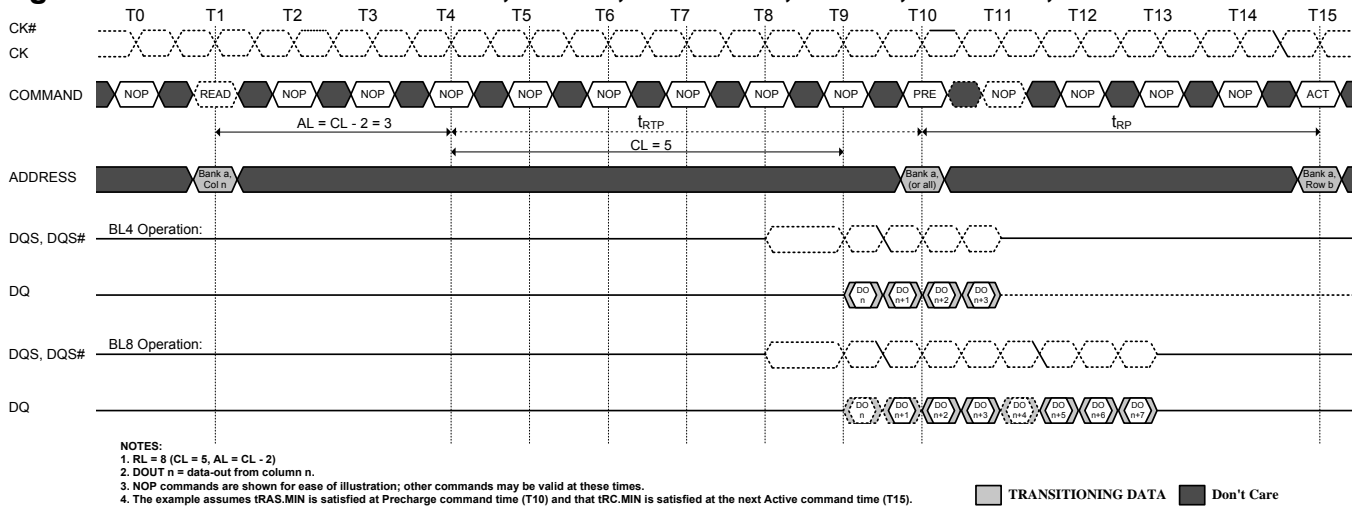 T0 T1 T2 T3 T4 T5 T6 T7 T8 T9 T10 T11 T12 T13 T14 T15
CK#
CK
COMMAND NOP READ NOP NOP NOP NOP NOP NOP NOP NOP PRE NOP NOP NOP NOP ACT
AL = CL - 2 = 3
tRTP
tRP
CL = 5
ADDRESS
Bank a,
Col n
Bank a,
(or all)
Bank a,
Row b
DQS, DQS#
BL4 Operation:
DQ
DO
n
DO
n+1
DO
n+2
DO
n+3
DQS, DQS#
BL8 Operation:
DQ
DO
n
DO
n+1
DO
n+2
DO
n+3
DO
n+4
DO
n+5
DO
n+6
DO
n+7
NOTES:
1. RL = 8 (CL = 5, AL = CL - 2)
2. DOUT n = data-out from column n.
3. NOP commands are shown for ease of illustration; other commands may be valid at these times.
4. The example assumes tRAS.MIN is satisfied at Precharge command time (T10) and that tRC.MIN is satisfied at the next Active command time (T15).
TRANSITIONING DATA
Don't Care